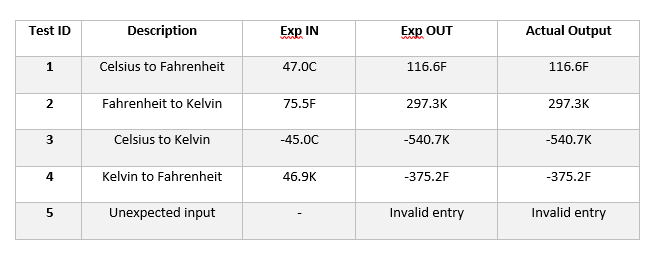 Test ID Description Exp IN Exp OUT Actual Output
1 Celsius to Fahrenheit 47.0C 116.6F 116.6F
2 Fahrenheit to Kelvin 75.5F 297.3K 297.3K
3 Celsius to Kelvin -45.0C -540.7K -540.7K
4 Kelvin to Fahrenheit 46.9K -375.2F -375.2F
5 Unexpected input - Invalid entry Invalid entry